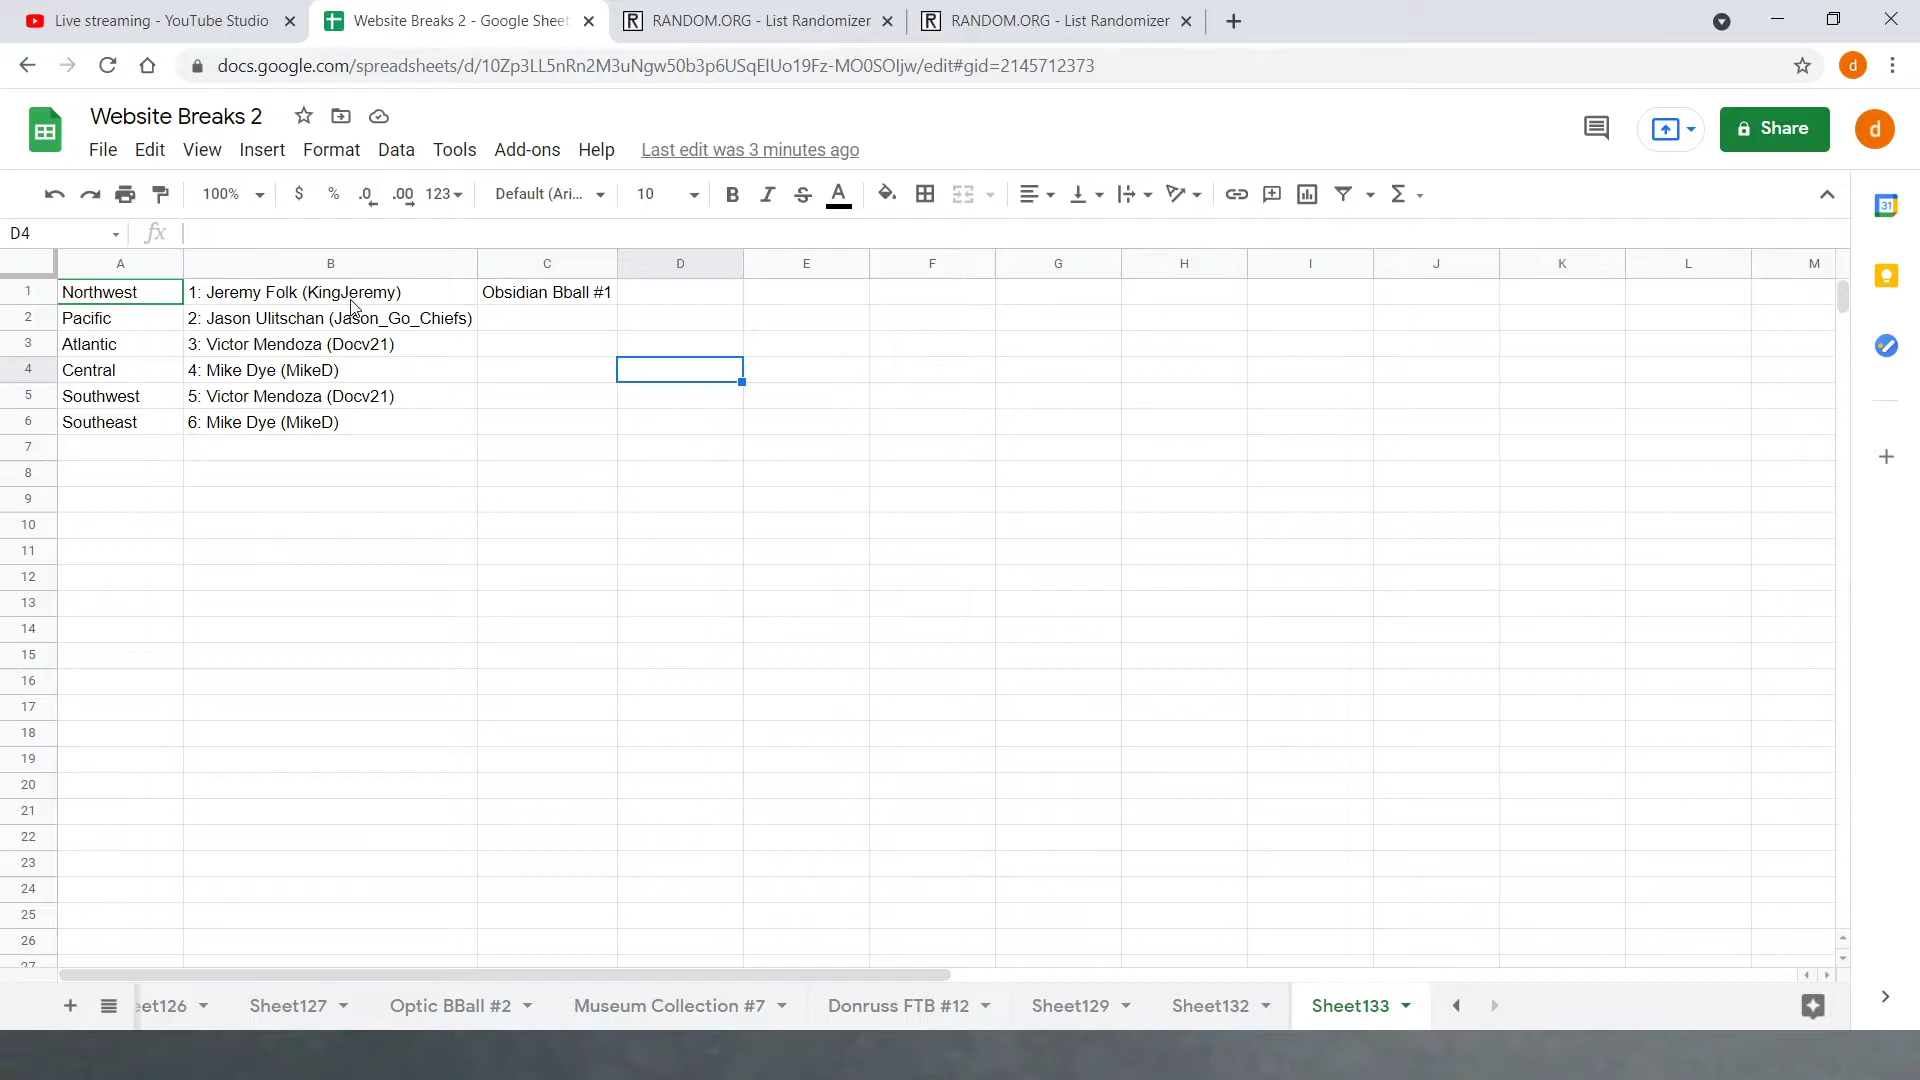 Live streaming - YouTube Studio
Website Breaks 2 - Google Sheet
RANDOM.ORG - List Randomizer
RANDOM.ORG - List Randomizer
docs.google.com/spreadsheets/d/10Zp3LL5nRn2M3uNgw50b3p6USqEIUo19Fz-MO0SOljw/edit#gid=2145712373
d
Website Breaks 2
Share
d
File Edit View Insert Format Data Tools Add-ons Help Last edit was 3 minutes ago
100% $ % .0 .00 123 Default (Ari... 10 B I S A Σ
31
D4 fx
A B C D E F G H I J K L M
1 Northwest 1: Jeremy Folk (KingJeremy) Obsidian Bball #1
2 Pacific 2: Jason Ulitschan (Jason_Go_Chiefs)
3 Atlantic 3: Victor Mendoza (Docv21)
4 Central 4: Mike Dye (MikeD)
5 Southwest 5: Victor Mendoza (Docv21)
6 Southeast 6: Mike Dye (MikeD)
7
8
9
10
11
12
13
14
15
16
17
18
19
20
21
22
23
24
25
26
27
eet126 Sheet127 Optic BBall #2 Museum Collection #7 Donruss FTB #12 Sheet129 Sheet132 Sheet133